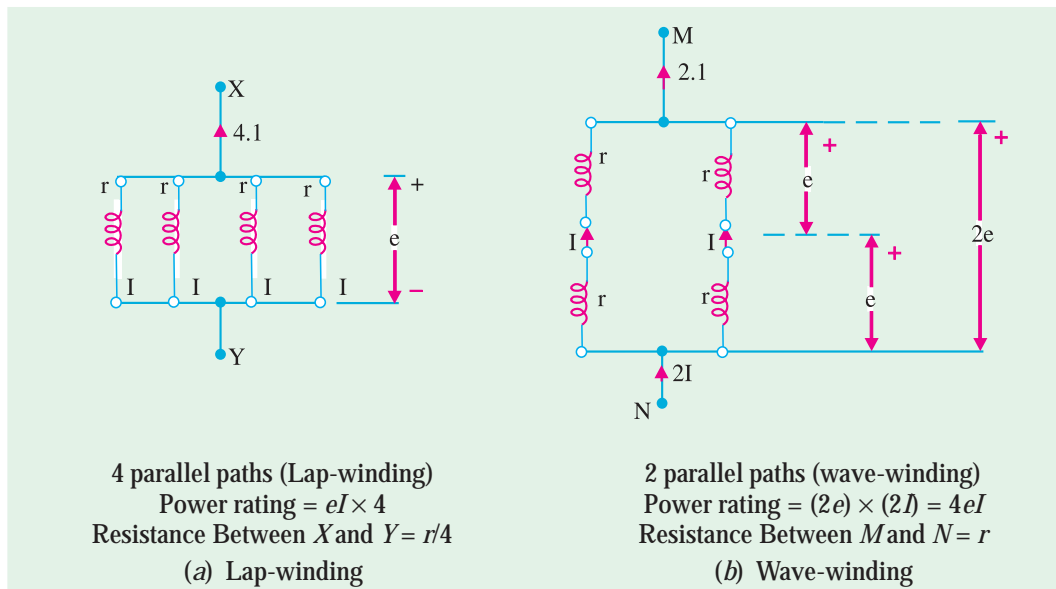 X
4.1
r r r r
+
e
I I I I
–
Y
M
2.1
r r
+ +
e
I I
2e
+
r r
e
2I
N
4 parallel paths (Lap-winding)
Power rating = eI × 4
Resistance Between X and Y = r/4
(a) Lap-winding
2 parallel paths (wave-winding)
Power rating = (2e) × (2I) = 4eI
Resistance Between M and N = r
(b) Wave-winding